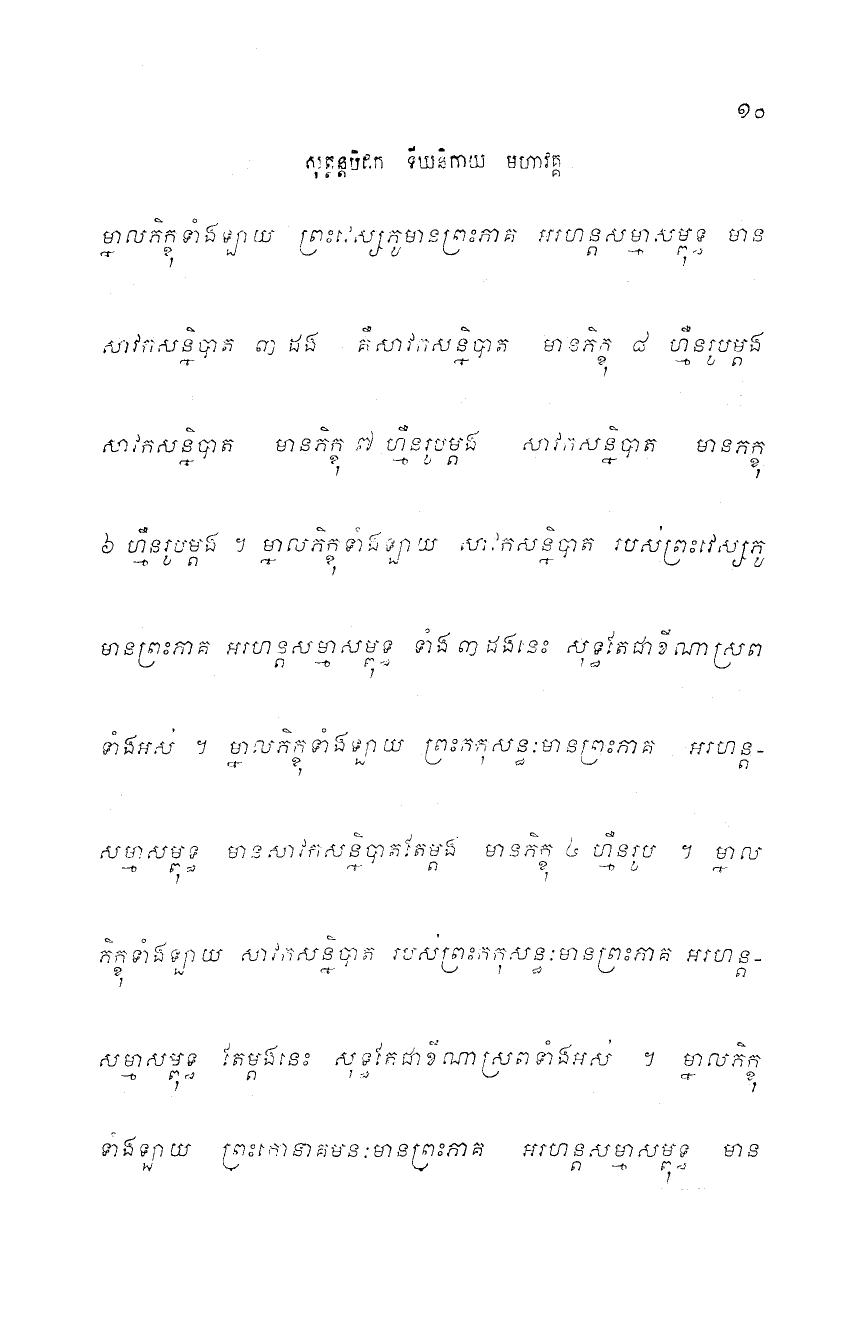 ១០
សុត្តន្តបិដក ទីឃនិកាយ មហាវគ្គ
ម្នាលភិក្ខុទាំងឡាយ ព្រះវេស្សភូមានព្រះភាគ អរហន្តសម្មាសម្ពុទ្ធ មាន
សាវកសន្និបាត ៣ ដង គឺសាវកសន្និបាត មានភិក្ខុ ៨ ហ្មឺនរូបម្តង
សាវកសន្និបាត មានភិក្ខុ ៧ ហ្មឺនរូបម្តង សាវកសន្និបាត មានភិក្ខុ
៦ ហ្មឺនរូបម្តង ។ ម្នាលភិក្ខុទាំងឡាយ សាវកសន្និបាត របស់ព្រះវេស្សភូ
មានព្រះភាគ អរហន្តសម្មាសម្ពុទ្ធ ទាំង ៣ ដងនេះ សុទ្ធតែជាខីណាស្រព
ទាំងអស់ ។ ម្នាលភិក្ខុទាំងឡាយ ព្រះកកុសន្ធៈមានព្រះភាគ អរហន្ត-
សម្មាសម្ពុទ្ធ មានសាវកសន្និបាតតែម្តង មានភិក្ខុ ៤ ហ្មឺនរូប ។ ម្នាល
ភិក្ខុទាំងឡាយ សាវកសន្និបាត របស់ព្រះកកុសន្ធៈមានព្រះភាគ អរហន្ត-
សម្មាសម្ពុទ្ធ តែម្តងនេះ សុទ្ធតែជាខីណាស្រពទាំងអស់ ។ ម្នាលភិក្ខុ
ទាំងឡាយ ព្រះកោនាគមនៈមានព្រះភាគ អរហន្តសម្មាសម្ពុទ្ធ មាន